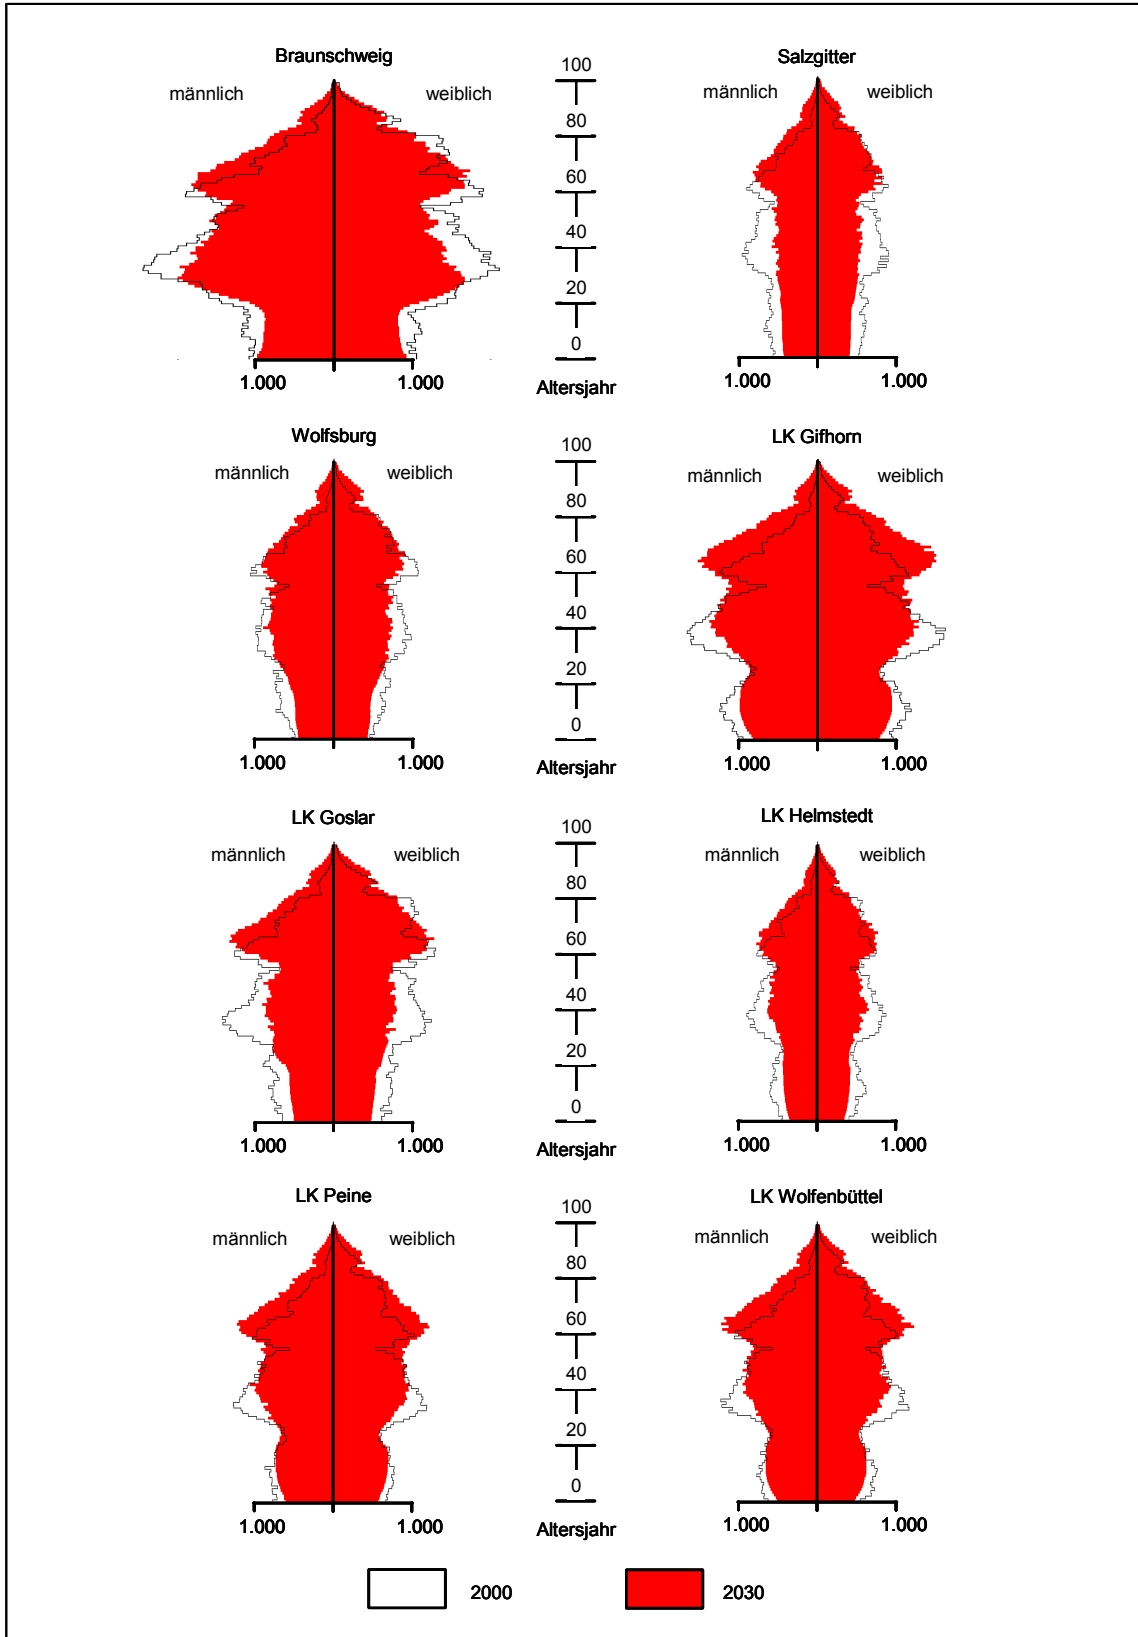 Braunschweig
männlich weiblich
100
80
60
40
20
0
1.000 1.000
Altersjahr
Salzgitter
männlich weiblich
1.000 1.000
Wolfsburg
männlich weiblich
100
80
60
40
20
0
1.000 1.000
Altersjahr
LK Gifhorn
männlich weiblich
1.000 1.000
LK Goslar
männlich weiblich
100
80
60
40
20
0
1.000 1.000
Altersjahr
LK Helmstedt
männlich weiblich
1.000 1.000
LK Peine
männlich weiblich
100
80
60
40
20
0
1.000 1.000
Altersjahr
LK Wolfenbüttel
männlich weiblich
1.000 1.000
2000 2030